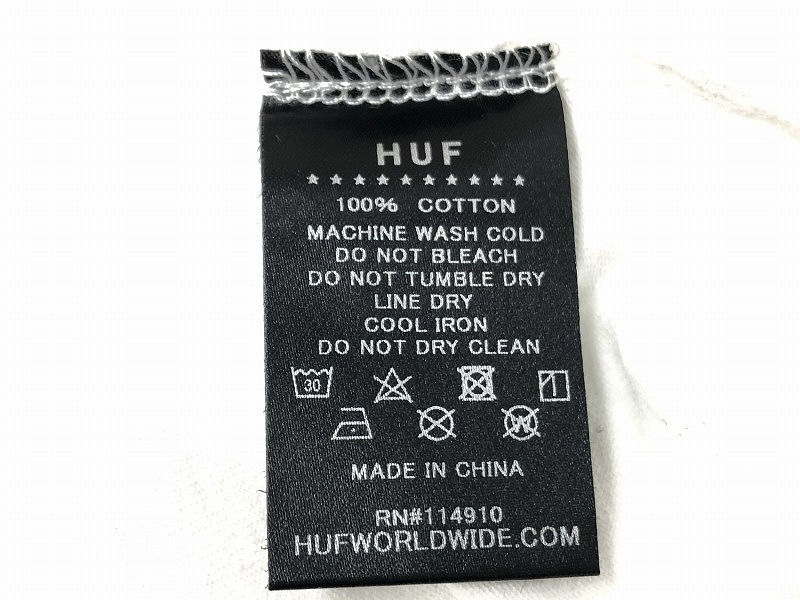 HUF
100% COTTON
MACHINE WASH COLD
DO NOT BLEACH
DO NOT TUMBLE DRY
LINE DRY
COOL IRON
DO NOT DRY CLEAN
30
W
MADE IN CHINA
RN#114910
HUFWORLDWIDE.COM